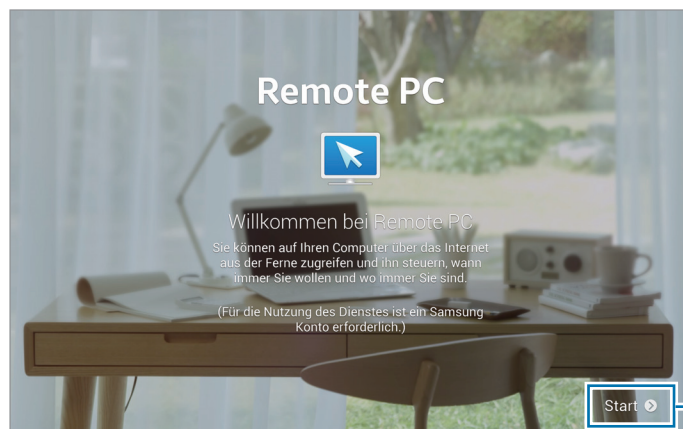 Remote PC
Willkommen bei Remote PC
Sie können auf Ihren Computer über das Internet
aus der Ferne zugreifen und ihn steuern, wann
immer Sie wollen und wo immer Sie sind.
(Für die Nutzung des Dienstes ist ein Samsung
Konto erforderlich.)
Start